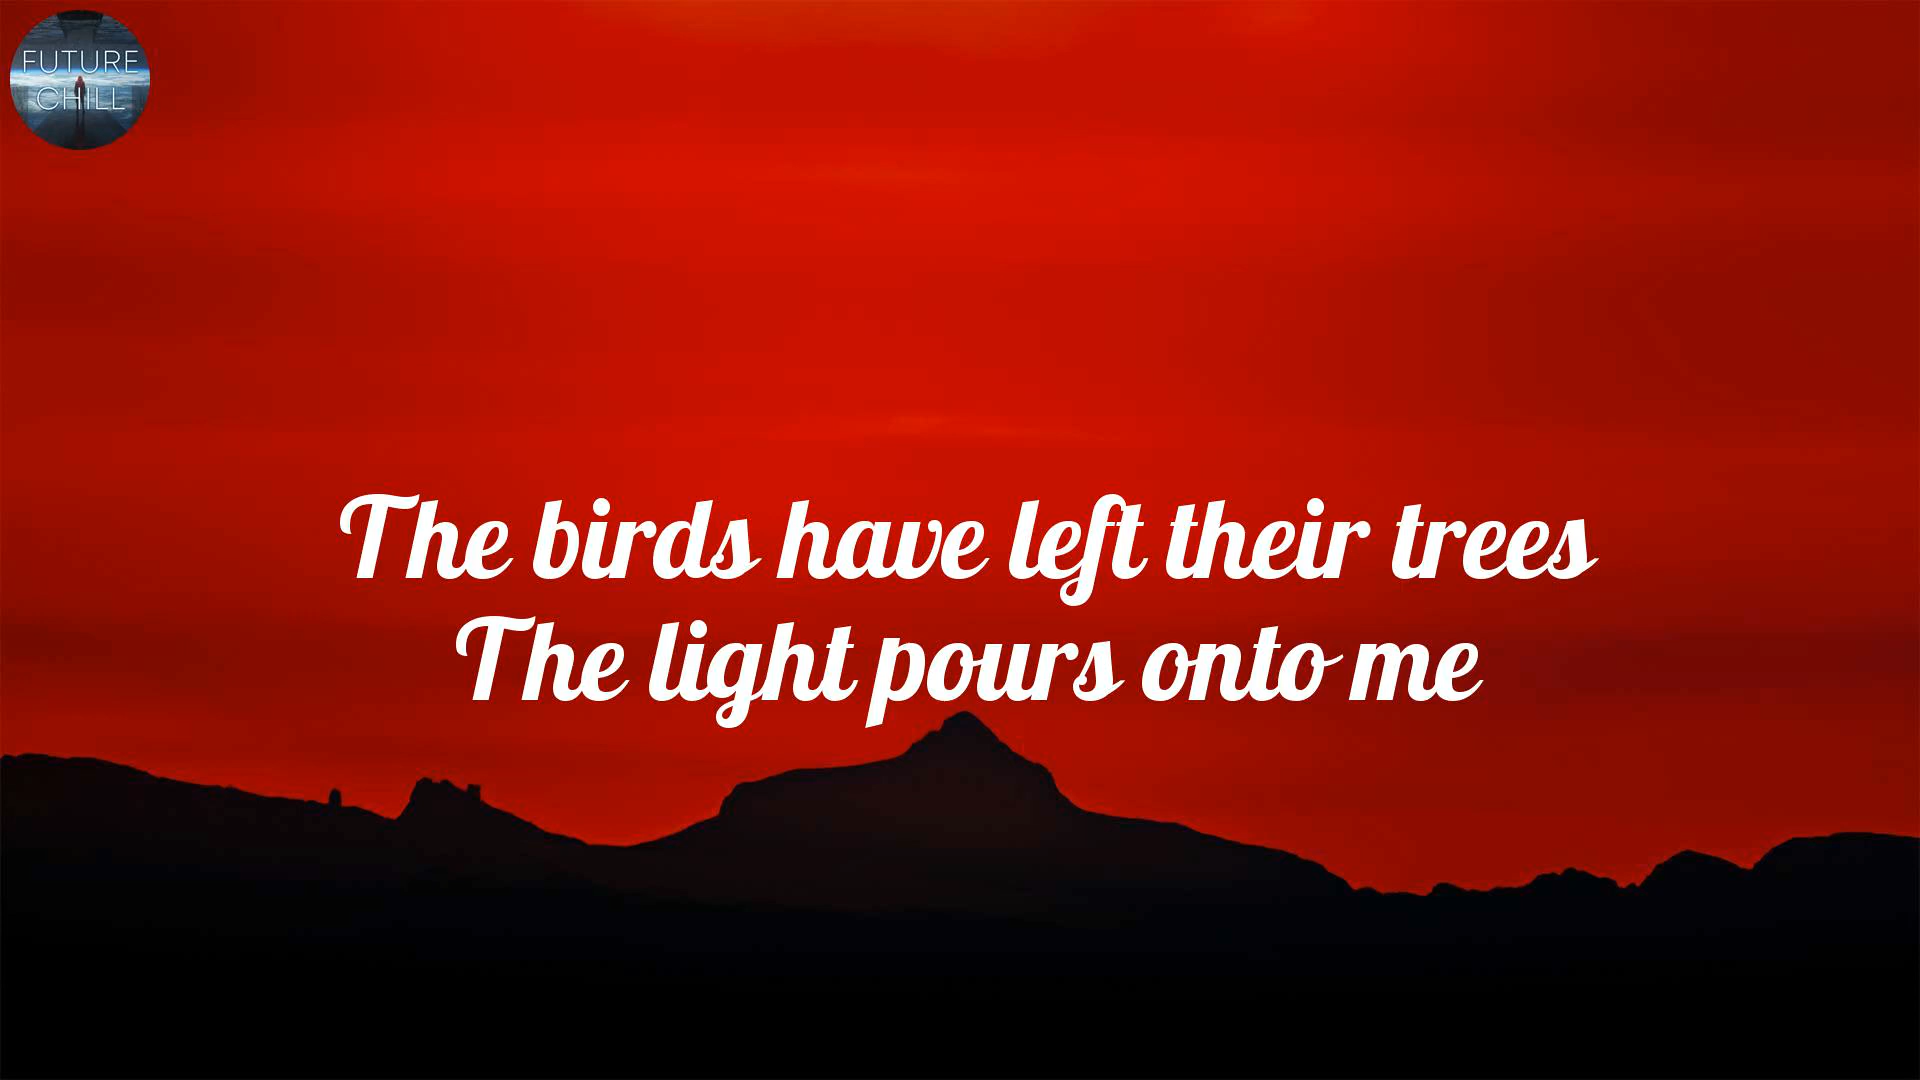 FUTURE
CHILL
The birds have left their trees
The light pours onto me